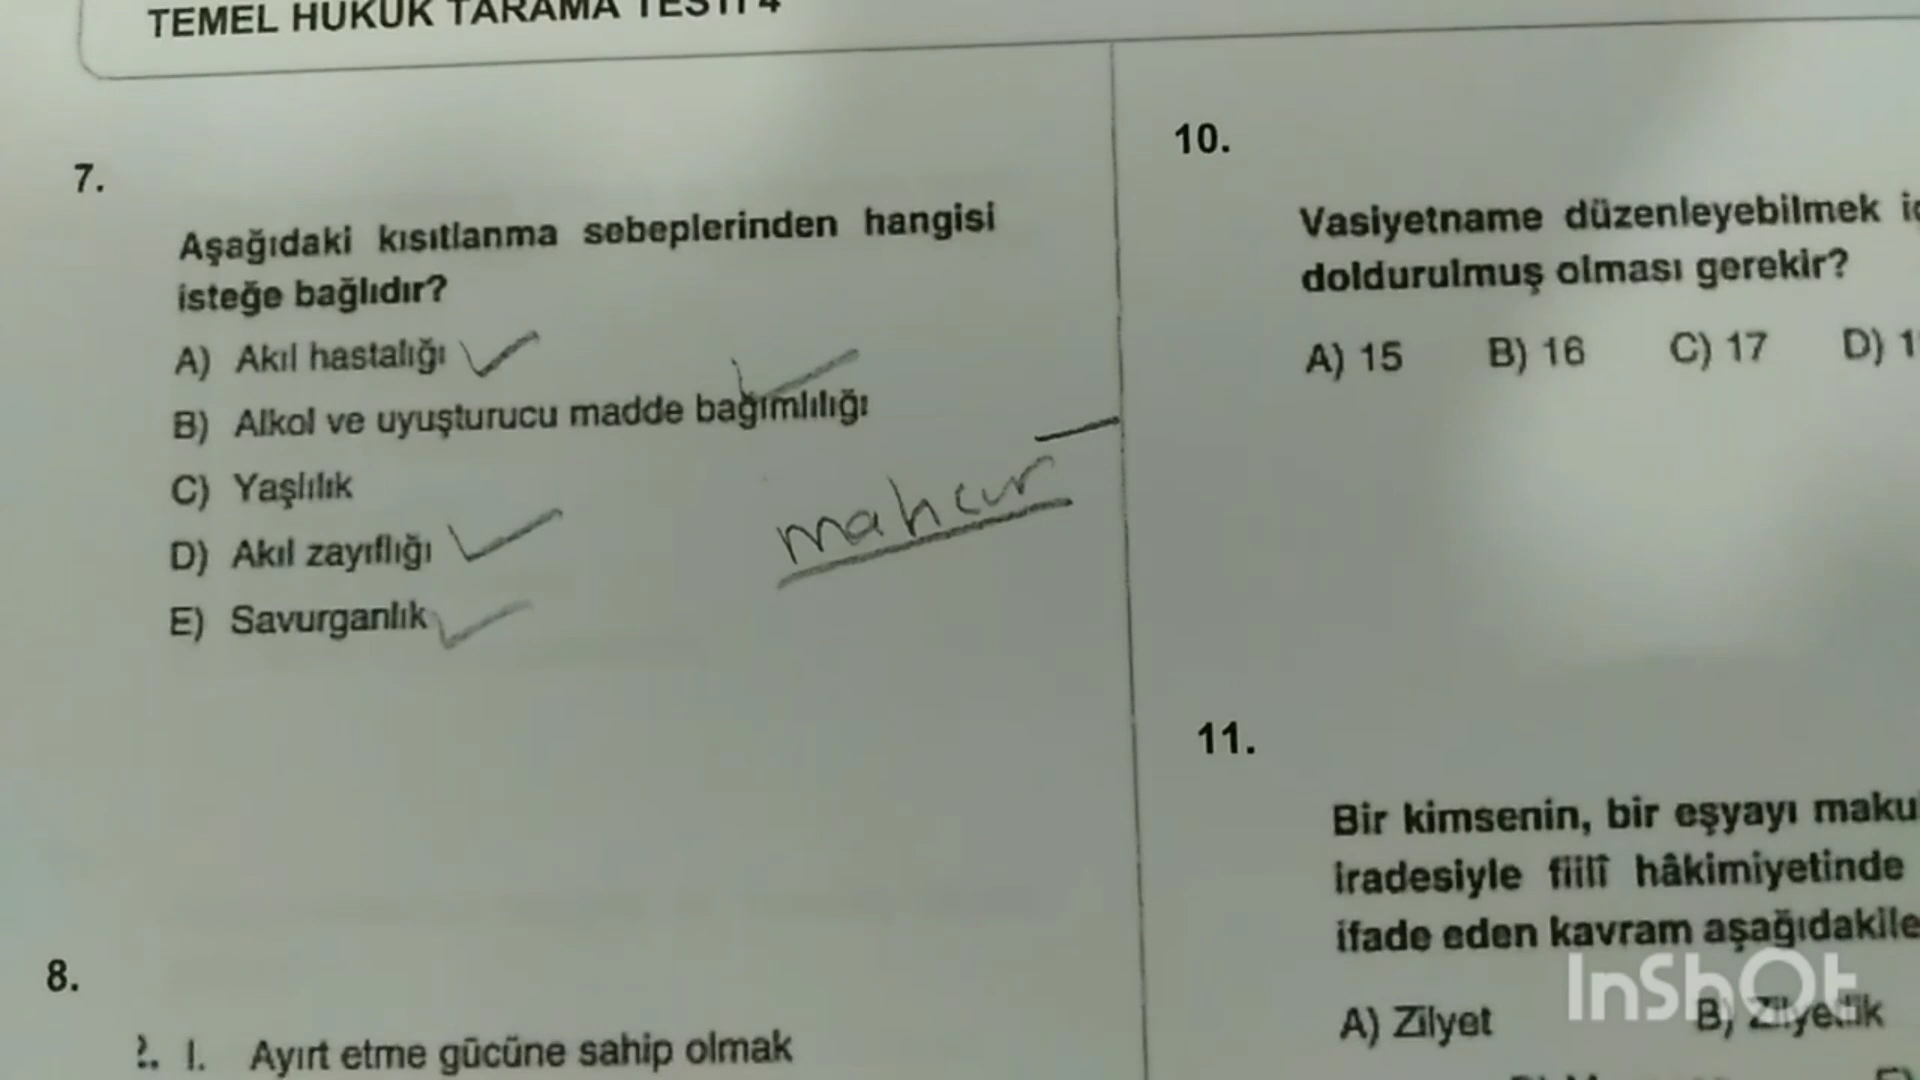 TEMEL HUKUK TARAMA TESTİ 4
7.
Aşağıdaki kısıtlanma sebeplerinden hangisi
isteğe bağlıdır?
A) Akıl hastalığı
B) Alkol ve uyuşturucu madde bağımlılığı
C) Yaşlılık
D) Akıl zayıflığı
E) Savurganlık
mahcur
8.
I. Ayırt etme gücüne sahip olmak
10.
Vasiyetname düzenleyebilmek
doldurulmuş olması gerekir?
A) 15 B) 16 C) 17 D)
11.
Bir kimsenin, bir eşyayı
iradesiyle fiilî hâkimiyetinde
ifade eden kavram
A) Zilyet B) Zilyetlik
InShOt